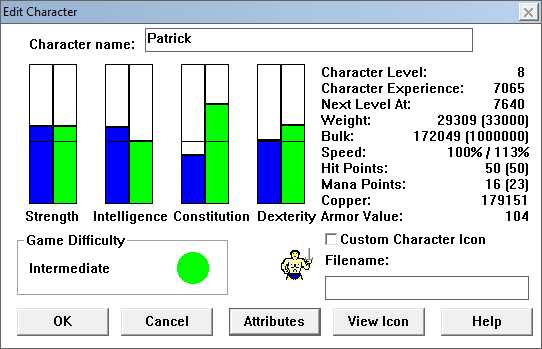 Edit Character
Character name: Patrick
Character Level: 8
Character Experience: 7065
Next Level At: 7640
Weight: 29309 (33000)
Bulk: 172049 (1000000)
Speed: 100% / 113%
Hit Points: 50 (50)
Mana Points: 16 (23)
Copper: 179151
Armor Value: 104
Strength Intelligence Constitution Dexterity
Game Difficulty
Intermediate
Custom Character Icon
Filename:
OK Cancel Attributes View Icon Help